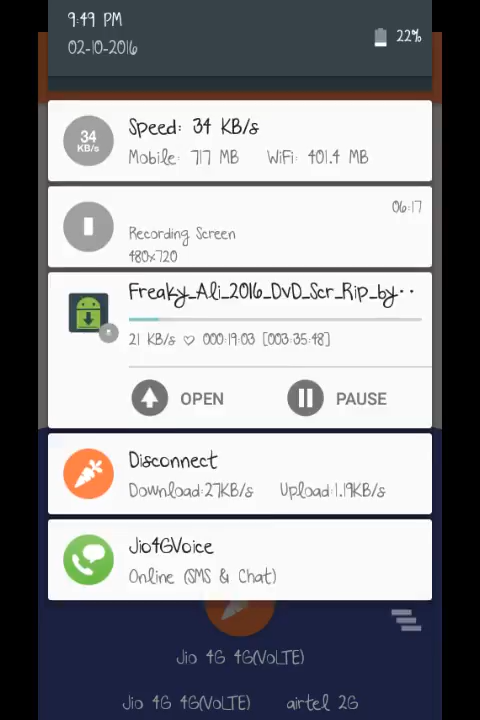 9:49 PM
22%
02-10-2016
34
KB/s
Speed: 34 KB/s
Mobile: 717 MB WiFi: 401.4 MB
06:17
Recording Screen
480x720
Freaky_Ali_2016_DvD_Scr_Rip_by··
21 KB/s ♡ 000:19:03 [003:35:48]
OPEN PAUSE
Disconnect
Download:27KB/s Upload:1.19KB/s
Jio4GVoice
Online (SMS & Chat)
Jio 4G 4G(VoLTE)
Jio 4G 4G(VoLTE) airtel 2G